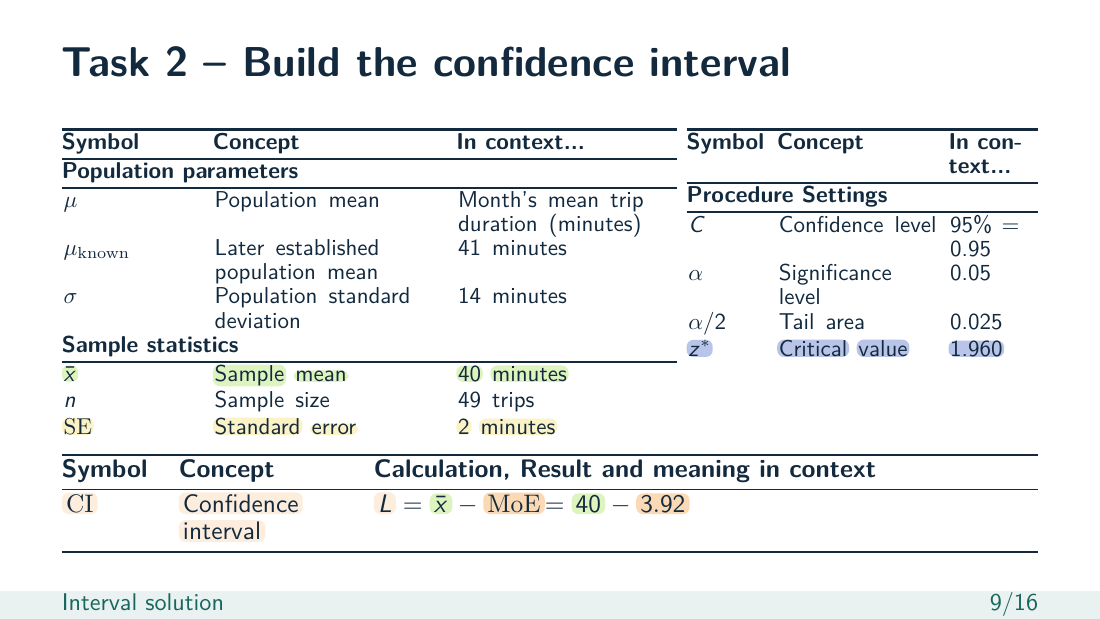 Task 2 – Build the confidence interval
Symbol Concept In context...
Population parameters
μ Population mean Month's mean trip
duration (minutes)
μknown Later established 41 minutes
population mean
σ Population standard 14 minutes
deviation
Sample statistics
x̄ Sample mean 40 minutes
n Sample size 49 trips
SE Standard error 2 minutes
Symbol Concept In con-
text...
Procedure Settings
C Confidence level 95% =
0.95
α Significance 0.05
level
α/2 Tail area 0.025
z* Critical value 1.960
Symbol Concept Calculation, Result and meaning in context
CI Confidence L = x̄ − MoE = 40 − 3.92
interval
Interval solution 9/16